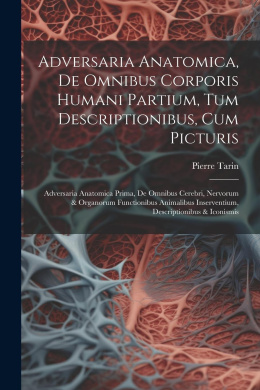 Adversaria Anatomica,
De Omnibus Corporis
Humani Partium, Tum
Descriptionibus, Cum
Picturis
Pierre Tarin
Adversaria Anatomica Prima, De Omnibus Cerebri, Nervorum
& Organorum Functionibus Animalibus Inserventium,
Descriptionibus & Iconismis